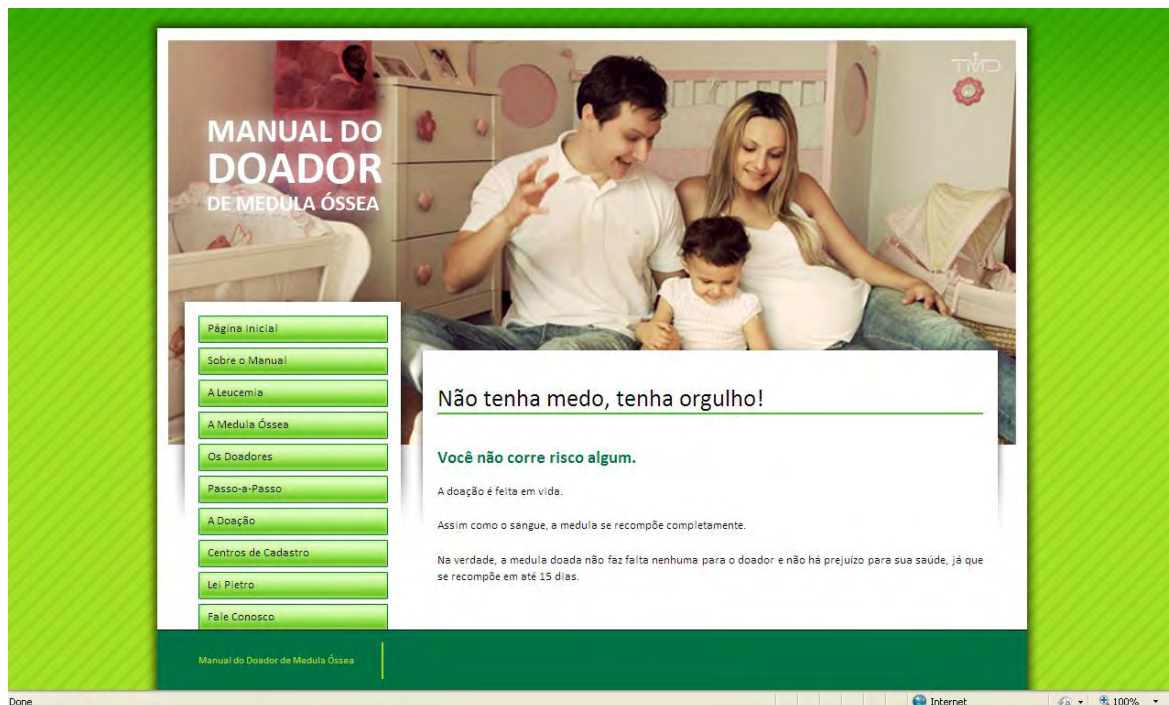 TMD
MANUAL DO
DOADOR
DE MEDULA ÓSSEA
Página Inicial
Sobre o Manual
A Leucemia
A Medula Óssea
Os Doadores
Passo-a-Passo
A Doação
Centros de Cadastro
Lei Pietro
Fale Conosco
Não tenha medo, tenha orgulho!
Você não corre risco algum.
A doação é feita em vida.
Assim como o sangue, a medula se recompõe completamente.
Na verdade, a medula doada não faz falta nenhuma para o doador e não há prejuízo para sua saúde, já que
se recompõe em até 15 dias.
Manual do Doador de Medula Óssea
Done
Internet
100%